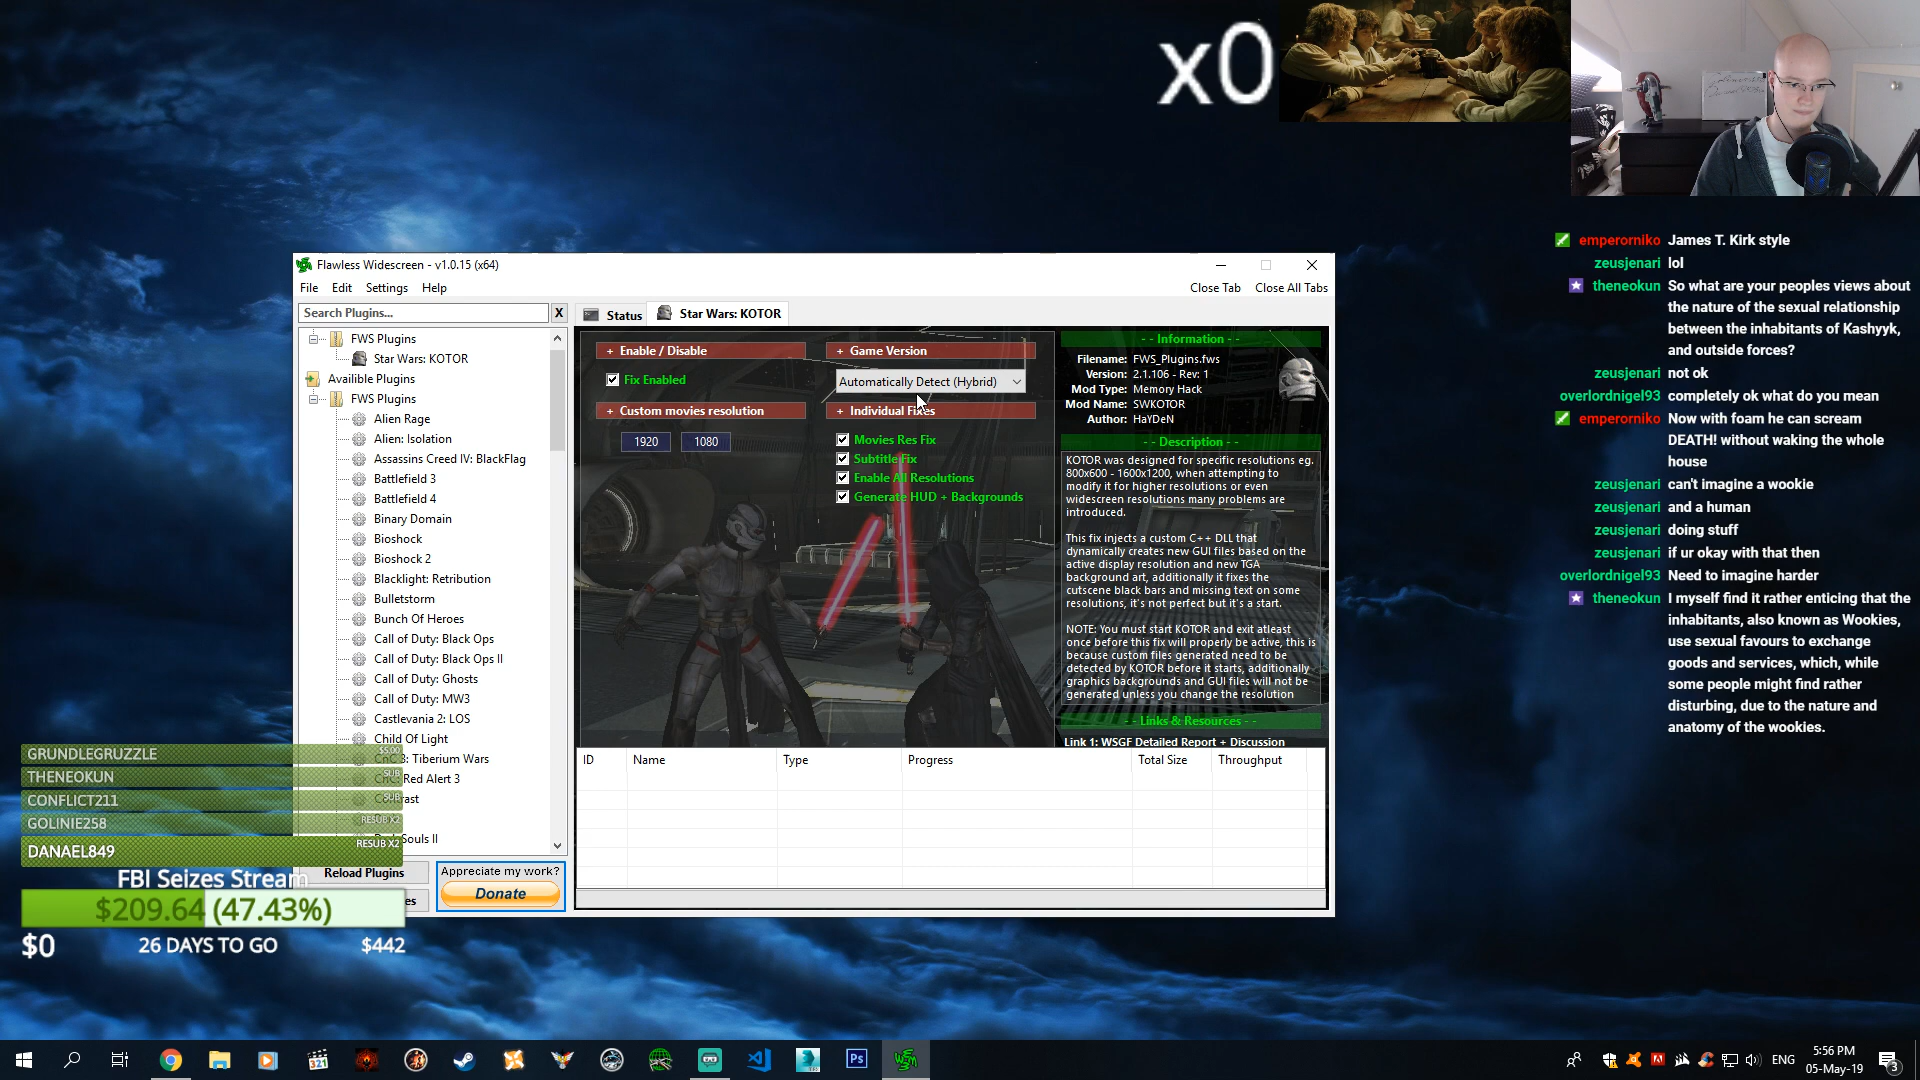 x0
emperorniko James T. Kirk style
zeusjenari lol
theneokun So what are your peoples views about
the nature of the sexual relationship
between the inhabitants of Kashyyk,
and outside forces?
zeusjenari not ok
overlordnigel93 completely ok what do you mean
emperorniko Now with foam he can scream
DEATH! without waking the whole
house
zeusjenari can't imagine a wookie
zeusjenari and a human
zeusjenari doing stuff
zeusjenari if ur okay with that then
overlordnigel93 Need to imagine harder
theneokun I myself find it rather enticing that the
inhabitants, also known as Wookies,
use sexual favours to exchange
goods and services, which, while
some people might find rather
disturbing, due to the nature and
anatomy of the wookies.
Flawless Widescreen - v1.0.15 (x64)
File Edit Settings Help
Close Tab Close All Tabs
Search Plugins...
X
Status
Star Wars: KOTOR
FWS Plugins
Star Wars: KOTOR
Availible Plugins
FWS Plugins
Alien Rage
Alien: Isolation
Assassins Creed IV: BlackFlag
Battlefield 3
Battlefield 4
Binary Domain
Bioshock
Bioshock 2
Blacklight: Retribution
Bulletstorm
Bunch Of Heroes
Call of Duty: Black Ops
Call of Duty: Black Ops II
Call of Duty: Ghosts
Call of Duty: MW3
Castlevania 2: LOS
Child Of Light
CnC 3: Tiberium Wars
CnC: Red Alert 3
Contrast
Souls II
Reload Plugins
es
Appreciate my work?
Donate
+ Enable / Disable
Fix Enabled
+ Custom movies resolution
1920 1080
+ Game Version
Automatically Detect (Hybrid)
+ Individual Fixes
Movies Res Fix
Subtitle Fix
Enable All Resolutions
Generate HUD + Backgrounds
- - Information - -
Filename: FWS_Plugins.fws
Version: 2.1.106 - Rev: 1
Mod Type: Memory Hack
Mod Name: SWKOTOR
Author: HaYDeN
- - Description - -
KOTOR was designed for specific resolutions eg.
800x600 - 1600x1200, when attempting to
modify it for higher resolutions or even
widescreen resolutions many problems are
introduced.
This fix injects a custom C++ DLL that
dynamically creates new GUI files based on the
active display resolution and new TGA
background art, additionally it fixes the
cutscene black bars and missing text on some
resolutions, it's not perfect but it's a start.
NOTE: You must start KOTOR and exit atleast
once before this fix will properly be active, this is
because custom files generated need to be
detected by KOTOR before it starts, additionally
graphics backgrounds and GUI files will not be
generated unless you change the resolution
- - Links & Resources - -
Link 1: WSGF Detailed Report + Discussion
ID Name Type Progress Total Size Throughput
GRUNDLEGRUZZLE $5.00
THENEOKUN SUB
CONFLICT211 SUB
GOLINIE258 RESUB X2
DANAEL849 RESUB X2
FBI Seizes Stream
$209.64 (47.43%)
$0 26 DAYS TO GO $442
321
Ps
ENG
5:56 PM
05-May-19
3